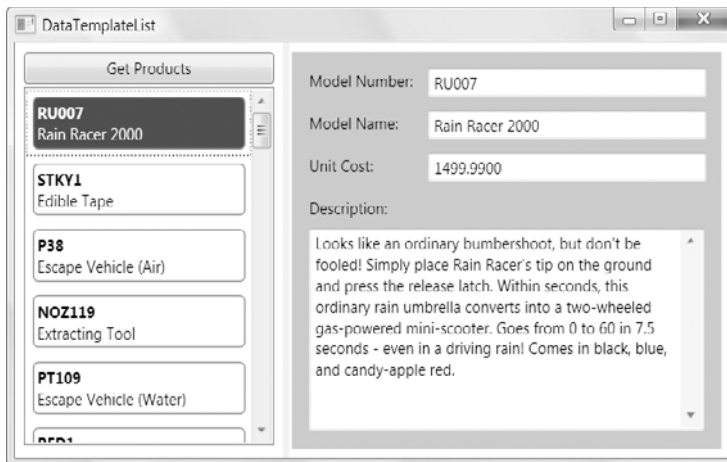 DataTemplateList
Get Products
RU007
Rain Racer 2000
STKY1
Edible Tape
P38
Escape Vehicle (Air)
NOZ119
Extracting Tool
PT109
Escape Vehicle (Water)
Model Number:
RU007
Model Name:
Rain Racer 2000
Unit Cost:
1499.9900
Description:
Looks like an ordinary bumbershoot, but don't be
fooled! Simply place Rain Racer's tip on the ground
and press the release latch. Within seconds, this
ordinary rain umbrella converts into a two-wheeled
gas-powered mini-scooter. Goes from 0 to 60 in 7.5
seconds - even in a driving rain! Comes in black, blue,
and candy-apple red.